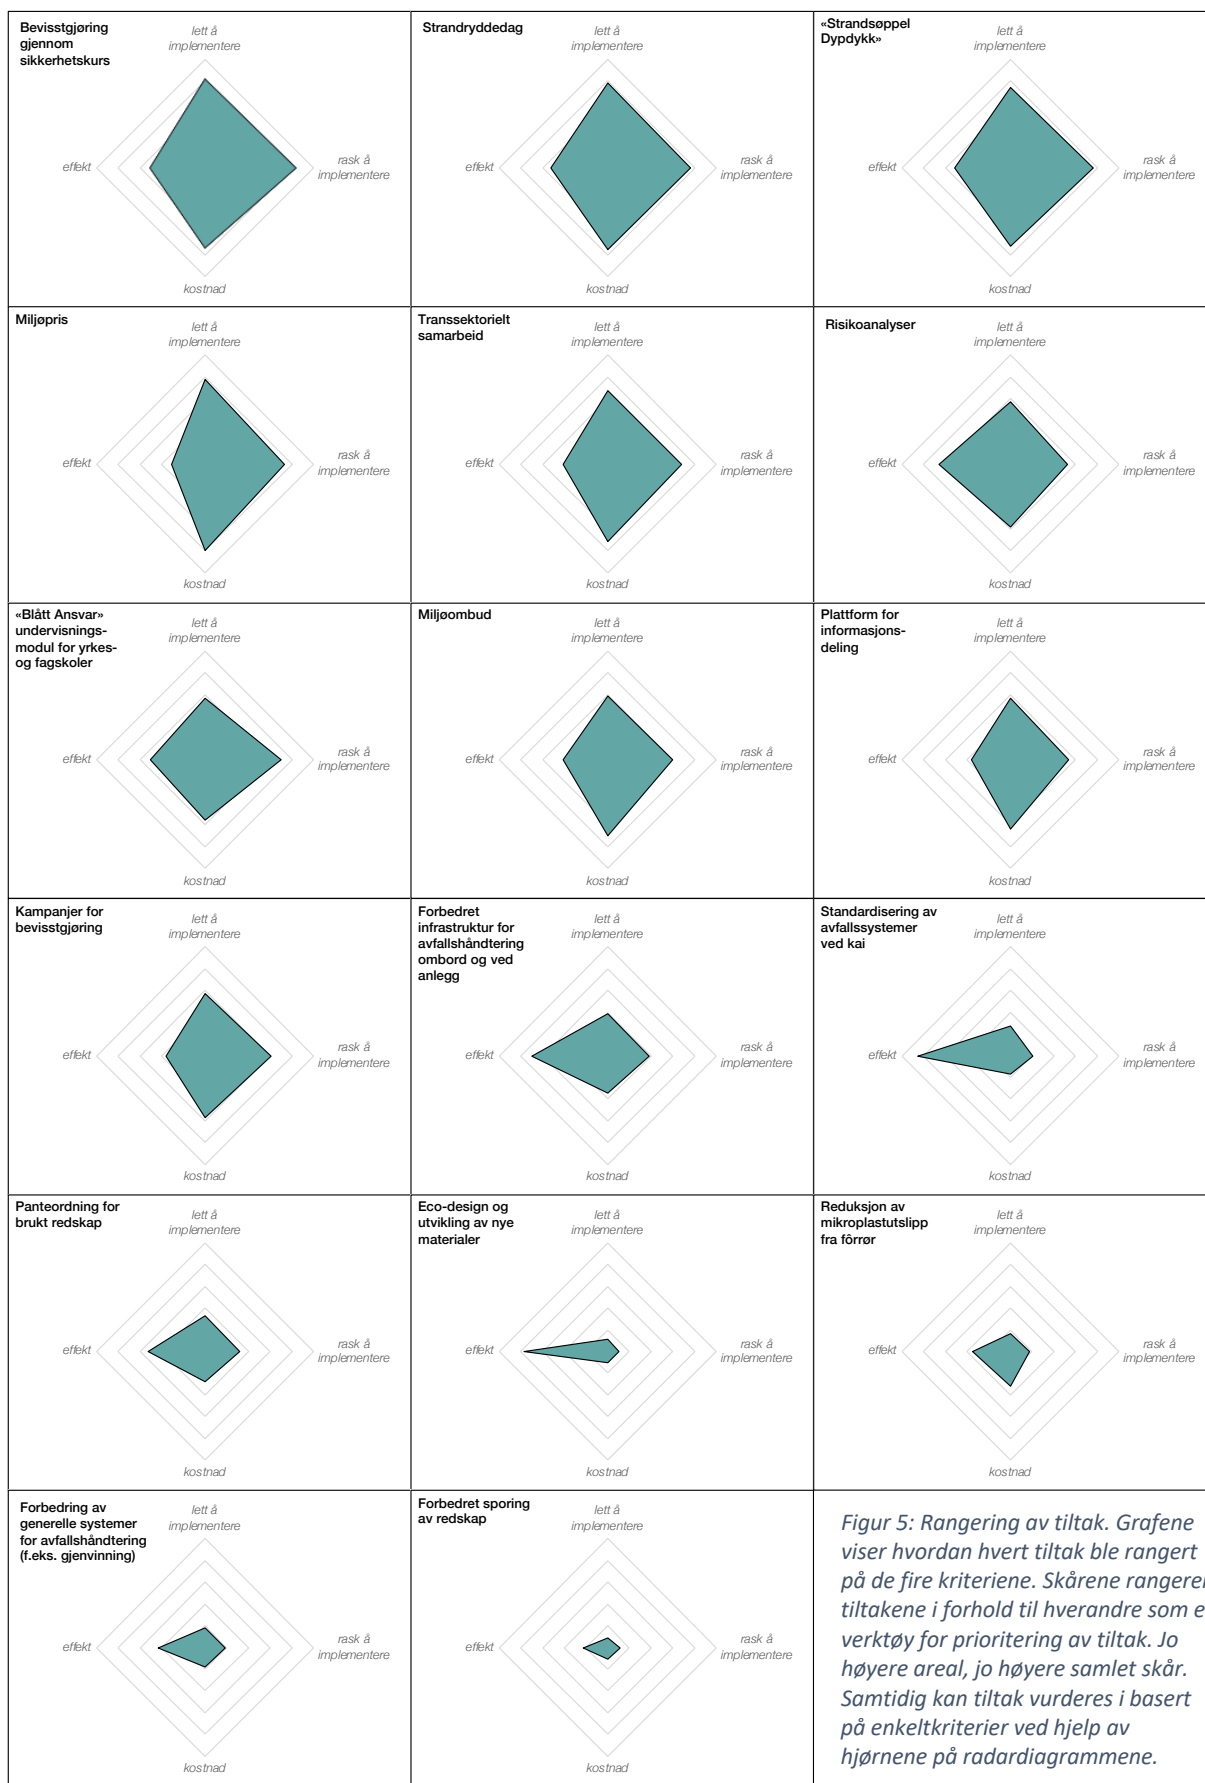 Bevisstgjøring
gjennom
sikkerhetskurs
lett å
implementere
effekt
rask å
implementere
kostnad
Strandryddedag
lett å
implementere
effekt
rask å
implementere
kostnad
«Strandsøppel
Dypdykk»
lett å
implementere
effekt
rask å
implementere
kostnad
Miljøpris
lett å
implementere
effekt
rask å
implementere
kostnad
Transsektorielt
samarbeid
lett å
implementere
effekt
rask å
implementere
kostnad
Risikoanalyser
lett å
implementere
effekt
rask å
implementere
kostnad
«Blått Ansvar»
undervisnings-
modul for yrkes-
og fagskoler
lett å
implementere
effekt
rask å
implementere
kostnad
Miljøombud
lett å
implementere
effekt
rask å
implementere
kostnad
Plattform for
informasjons-
deling
lett å
implementere
effekt
rask å
implementere
kostnad
Kampanjer for
bevisstgjøring
lett å
implementere
effekt
rask å
implementere
kostnad
Forbedret
infrastruktur for
avfallshåndtering
ombord og ved
anlegg
lett å
implementere
effekt
rask å
implementere
kostnad
Standardisering av
avfallssystemer
ved kai
lett å
implementere
effekt
rask å
implementere
kostnad
Panteordning for
brukt redskap
lett å
implementere
effekt
rask å
implementere
kostnad
Eco-design og
utvikling av nye
materialer
lett å
implementere
effekt
rask å
implementere
kostnad
Reduksjon av
mikroplastutslipp
fra fôrrør
lett å
implementere
effekt
rask å
implementere
kostnad
Forbedring av
generelle systemer
for avfallshåndtering
(f.eks. gjenvinning)
lett å
implementere
effekt
rask å
implementere
kostnad
Forbedret sporing
av redskap
lett å
implementere
effekt
rask å
implementere
kostnad
Figur 5: Rangering av tiltak. Grafene
viser hvordan hvert tiltak ble rangert
på de fire kriteriene. Skårene rangerer
tiltakene i forhold til hverandre som e
verktøy for prioritering av tiltak. Jo
høyere areal, jo høyere samlet skår.
Samtidig kan tiltak vurderes i basert
på enkeltkriterier ved hjelp av
hjørnene på radardiagrammene.